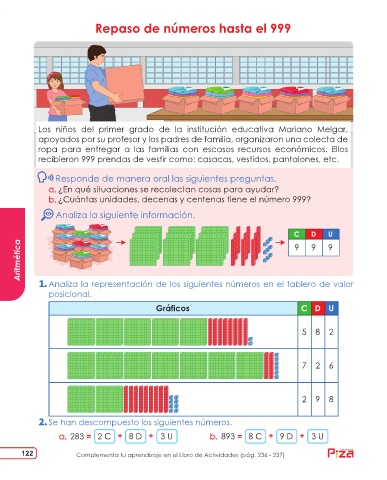 Repaso de números hasta el 999
Los niños del primer grado de la institución educativa Mariano Melgar,
apoyados por su profesor y los padres de familia, organizaron una colecta de
ropa para entregar a las familias con escasos recursos económicos. Ellos
recibieron 999 prendas de vestir como: casacas, vestidos, pantalones, etc.
Responde de manera oral las siguientes preguntas.
a. ¿En qué situaciones se recolectan cosas para ayudar?
b. ¿Cuántas unidades, decenas y centenas tiene el número 999?
Analiza la siguiente información.
C D U
9 9 9
Aritmética
1. Analiza la representación de los siguientes números en el tablero de valor
posicional.
Gráficos C D U
5 8 2
7 2 6
2 9 8
2. Se han descompuesto los siguientes números.
a. 283 = 2 C + 8 D + 3 U b. 893 = 8 C + 9 D + 3 U
122 Complementa tu aprendizaje en el Libro de Actividades (pág. 236 - 237)